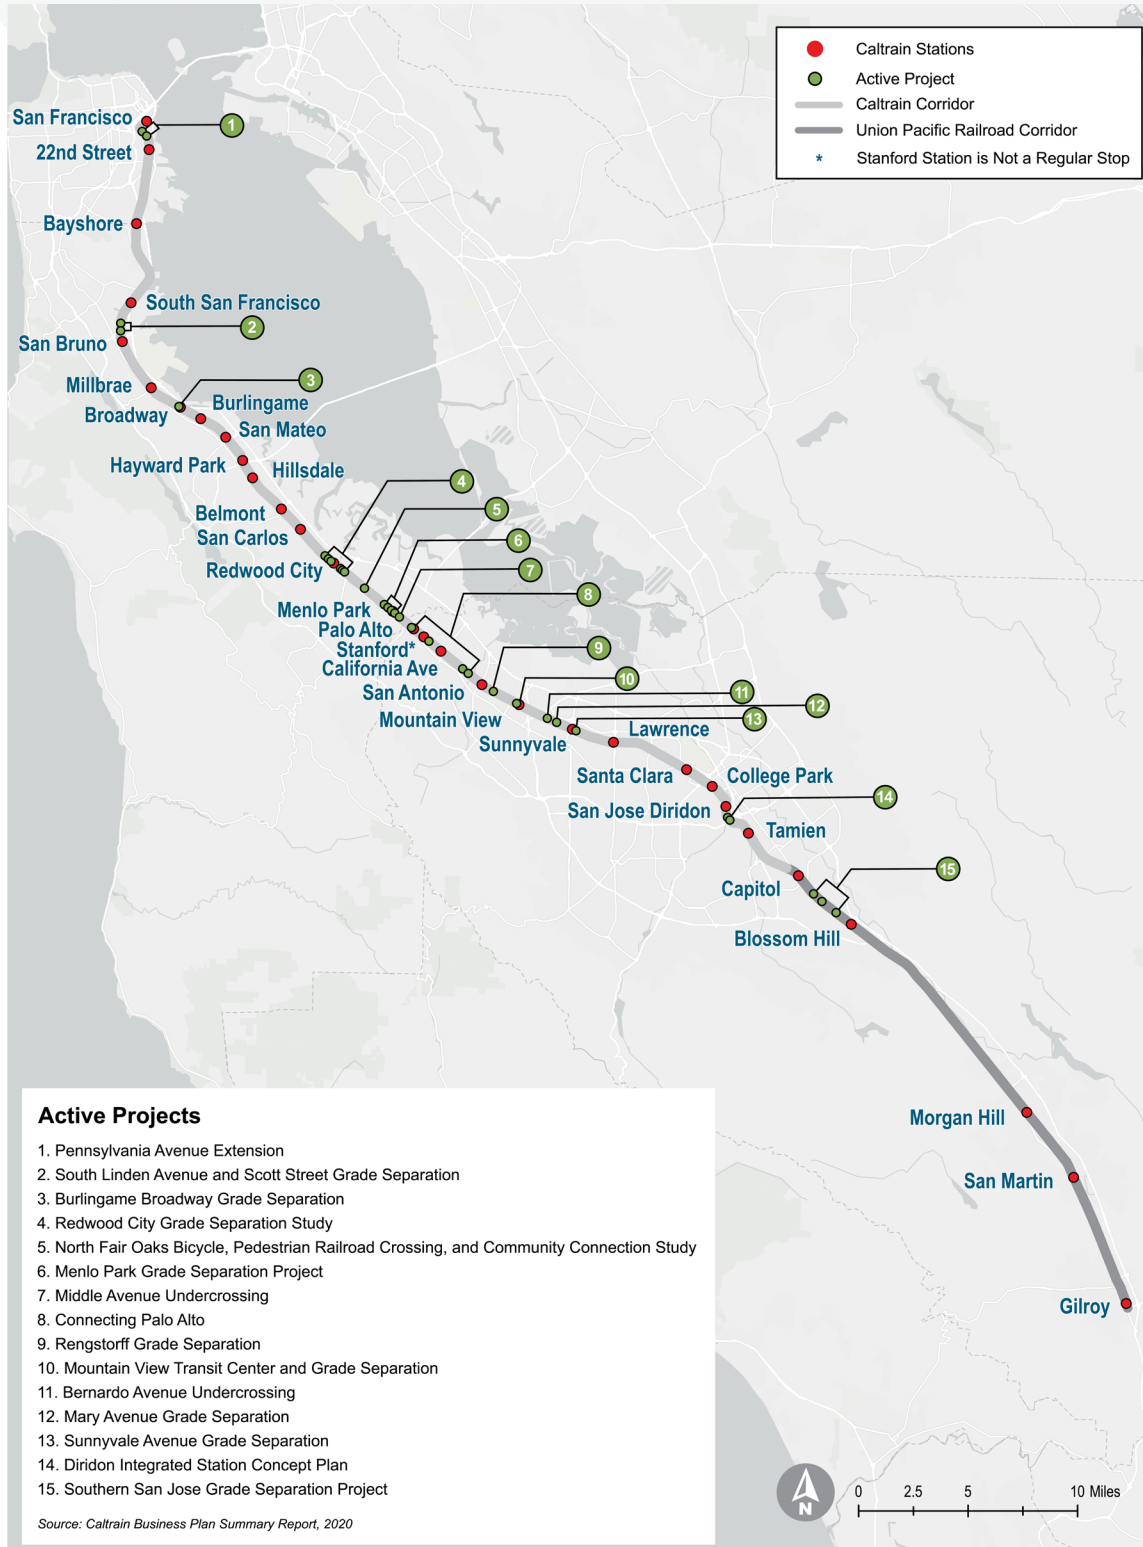 Caltrain Stations
Active Project
Caltrain Corridor
Union Pacific Railroad Corridor
* Stanford Station is Not a Regular Stop
San Francisco
1
22nd Street
Bayshore
South San Francisco
2
San Bruno
3
Millbrae
Burlingame
Broadway
San Mateo
Hayward Park
Hillsdale
4
5
Belmont
San Carlos
6
Redwood City
7
8
Menlo Park
Palo Alto
Stanford*
9
California Ave
10
San Antonio
11
12
Mountain View
13
Lawrence
Sunnyvale
Santa Clara
College Park
14
San Jose Diridon
Tamien
15
Capitol
Blossom Hill
Morgan Hill
San Martin
Gilroy
Active Projects
1. Pennsylvania Avenue Extension
2. South Linden Avenue and Scott Street Grade Separation
3. Burlingame Broadway Grade Separation
4. Redwood City Grade Separation Study
5. North Fair Oaks Bicycle, Pedestrian Railroad Crossing, and Community Connection Study
6. Menlo Park Grade Separation Project
7. Middle Avenue Undercrossing
8. Connecting Palo Alto
9. Rengstorff Grade Separation
10. Mountain View Transit Center and Grade Separation
11. Bernardo Avenue Undercrossing
12. Mary Avenue Grade Separation
13. Sunnyvale Avenue Grade Separation
14. Diridon Integrated Station Concept Plan
15. Southern San Jose Grade Separation Project
Source: Caltrain Business Plan Summary Report, 2020
N
0 2.5 5 10 Miles